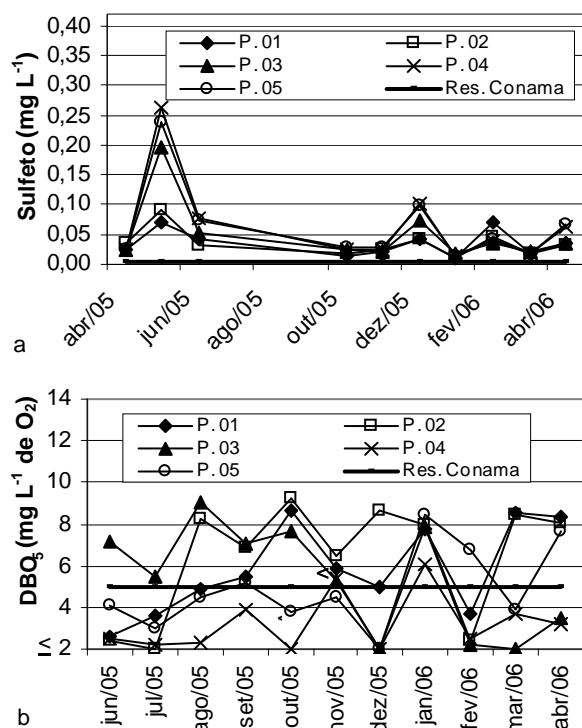 0,40
0,35
0,30
0,25
0,20
0,15
0,10
0,05
0,00
Sulfeto (mg L⁻¹)
P. 01
P. 02
P. 03
P. 04
P. 05
Res. Conama
abr/05
jun/05
ago/05
out/05
dez/05
fev/06
abr/06
a
14
12
10
8
6
4
≤ 2
DBO₅ (mg L⁻¹ de O₂)
P. 01
P. 02
P. 03
P. 04
P. 05
Res. Conama
jun/05
jul/05
ago/05
set/05
out/05
nov/05
dez/05
jan/06
fev/06
mar/06
abr/06
b